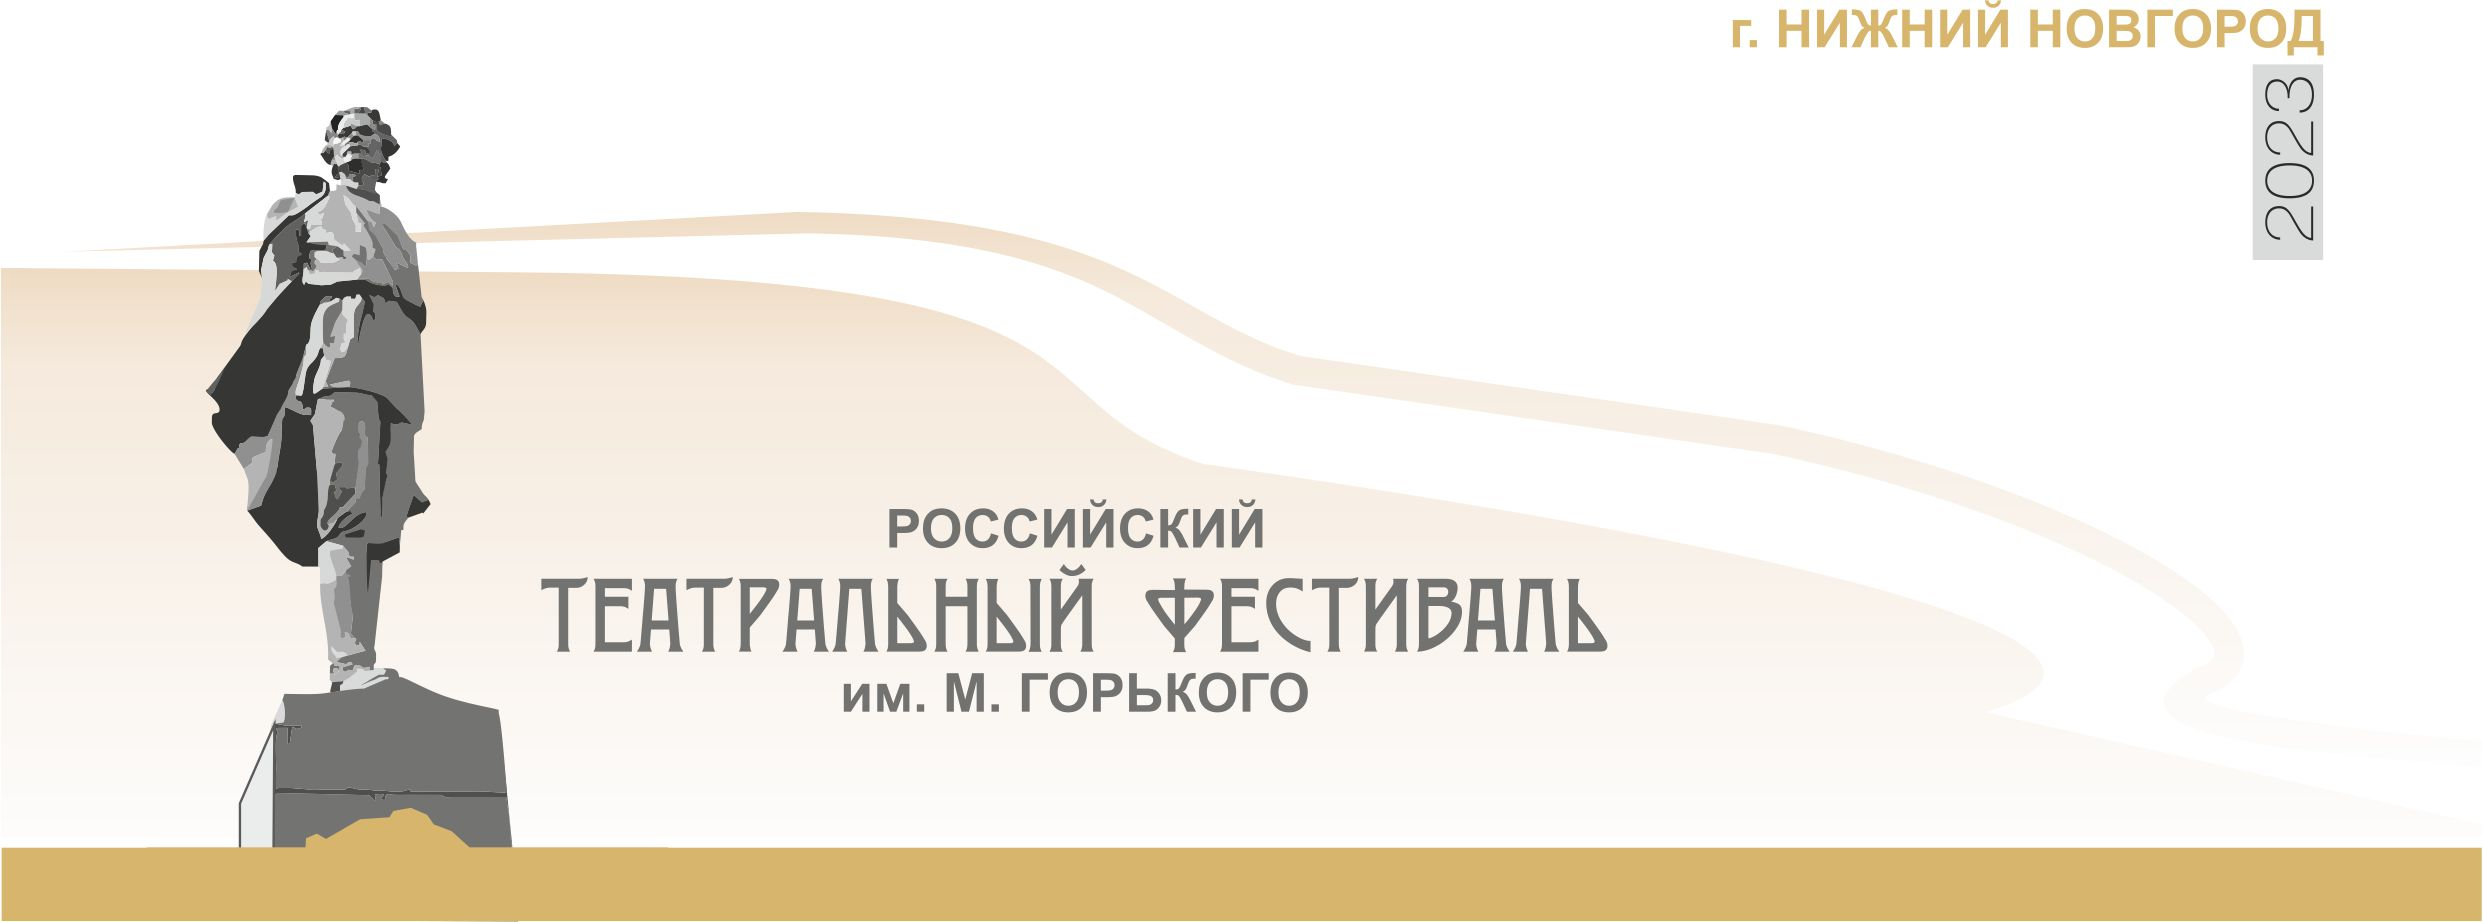 г. НИЖНИЙ НОВГОРОД
2023
РОССИЙСКИЙ
ТЕАТРАЛЬНЫЙ ФЕСТИВАЛЬ
им. М. ГОРЬКОГО